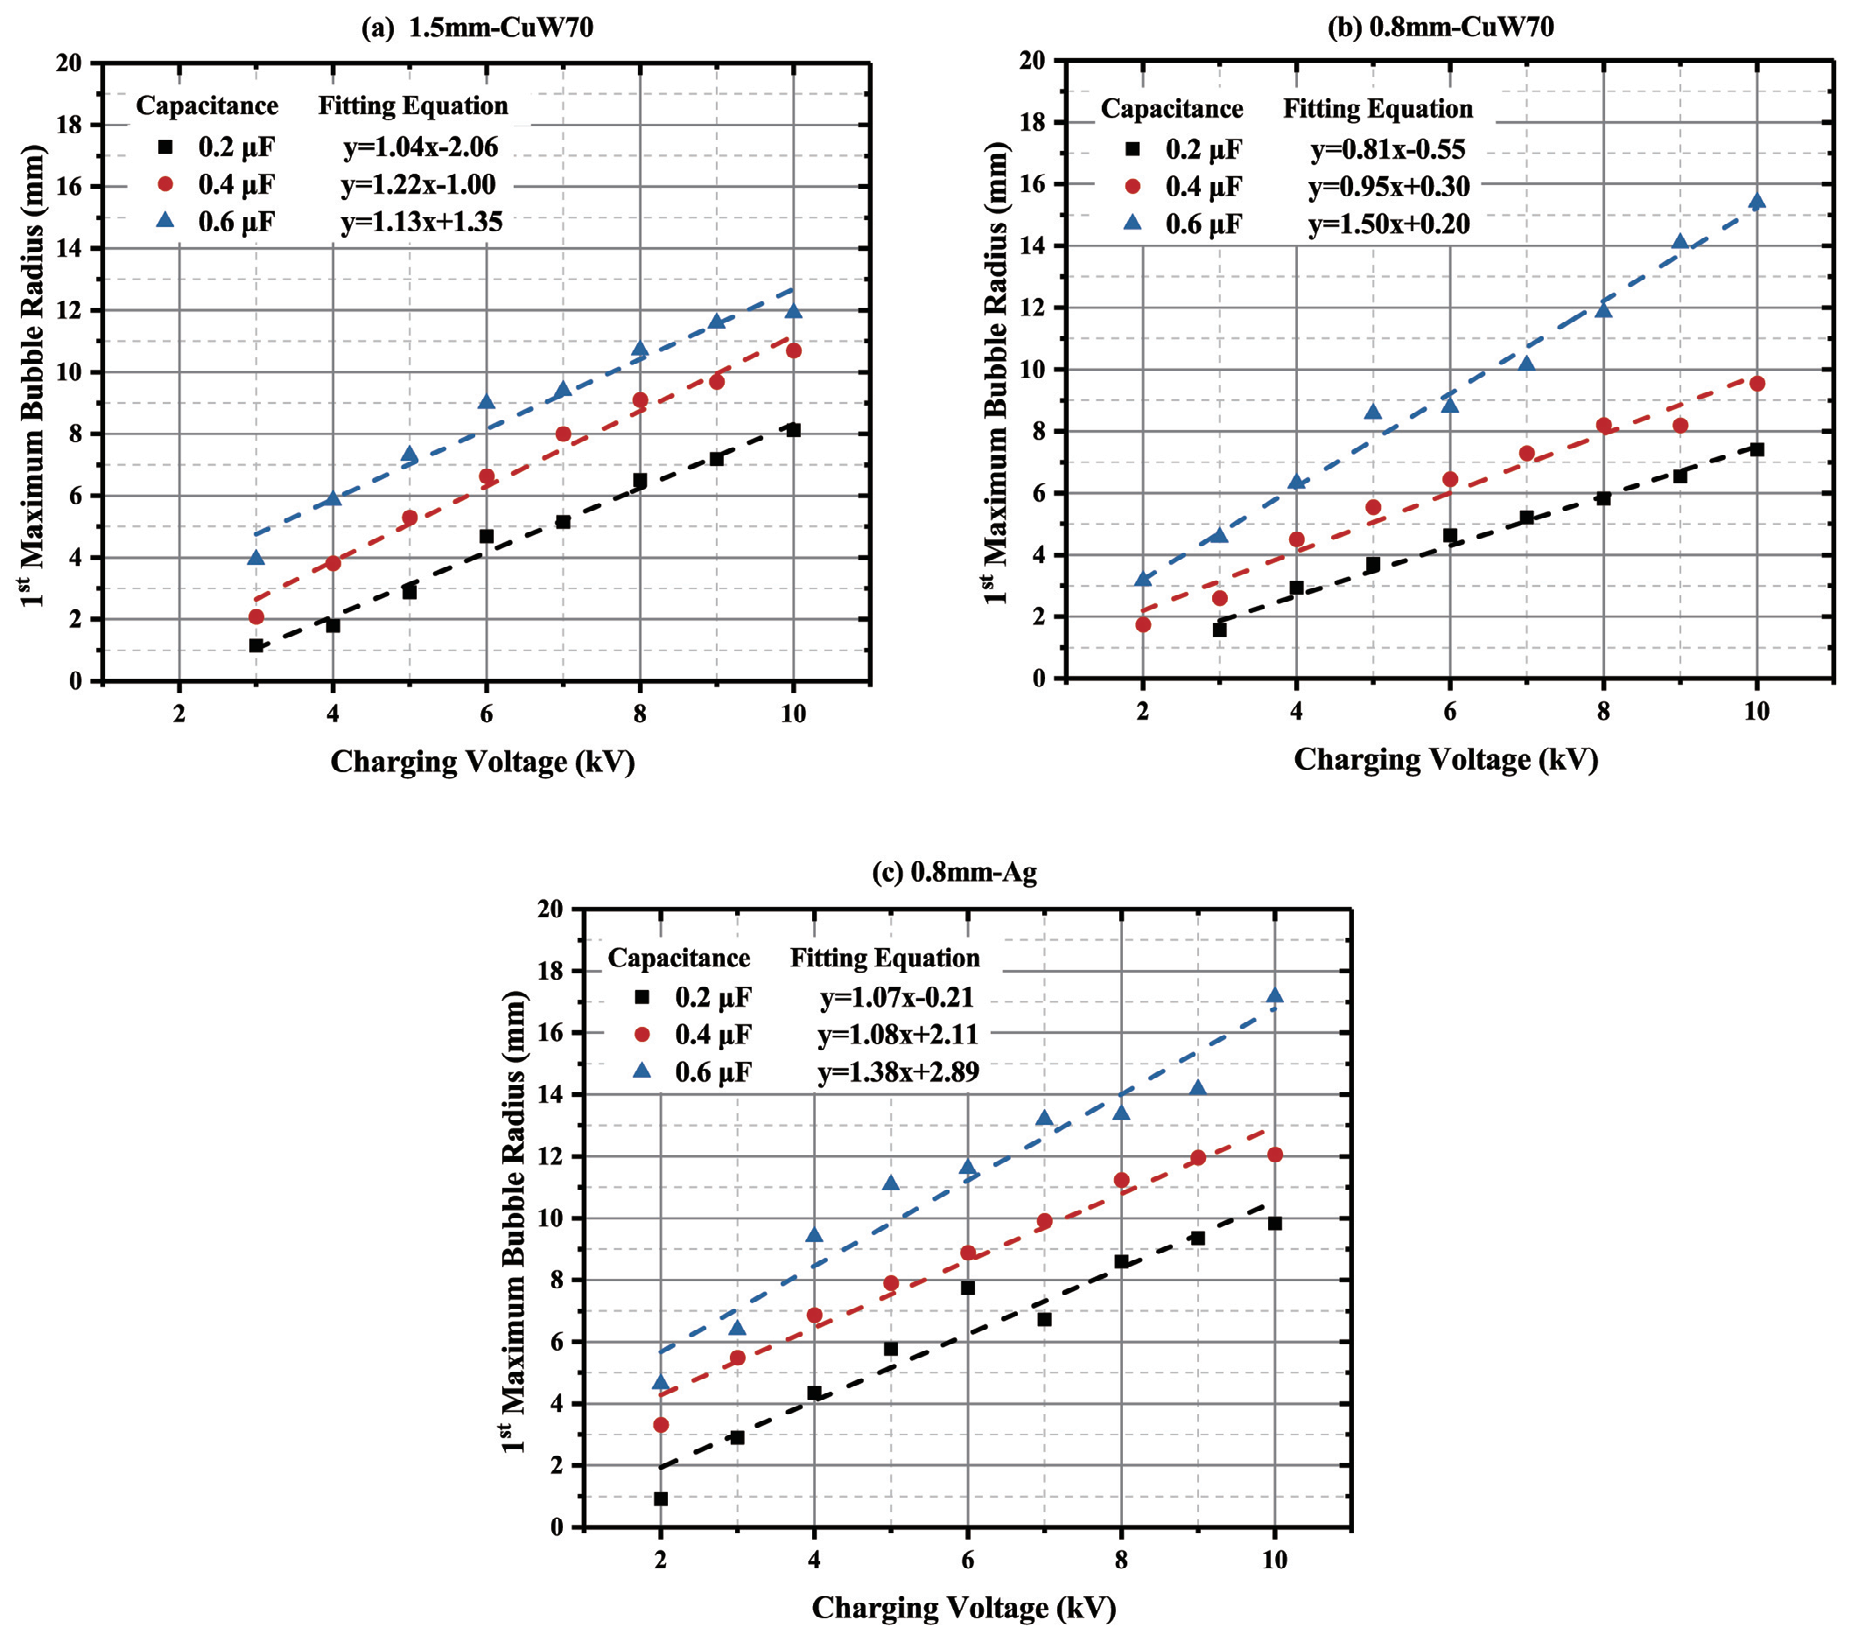 (a) 1.5mm-CuW70
1st Maximum Bubble Radius (mm)
20
18
16
14
12
10
8
6
4
2
0
Capacitance Fitting Equation
0.2 μF y=1.04x-2.06
0.4 μF y=1.22x-1.00
0.6 μF y=1.13x+1.35
2 4 6 8 10
Charging Voltage (kV)
(b) 0.8mm-CuW70
1st Maximum Bubble Radius (mm)
20
18
16
14
12
10
8
6
4
2
0
Capacitance Fitting Equation
0.2 μF y=0.81x-0.55
0.4 μF y=0.95x+0.30
0.6 μF y=1.50x+0.20
2 4 6 8 10
Charging Voltage (kV)
(c) 0.8mm-Ag
1st Maximum Bubble Radius (mm)
20
18
16
14
12
10
8
6
4
2
0
Capacitance Fitting Equation
0.2 μF y=1.07x-0.21
0.4 μF y=1.08x+2.11
0.6 μF y=1.38x+2.89
2 4 6 8 10
Charging Voltage (kV)